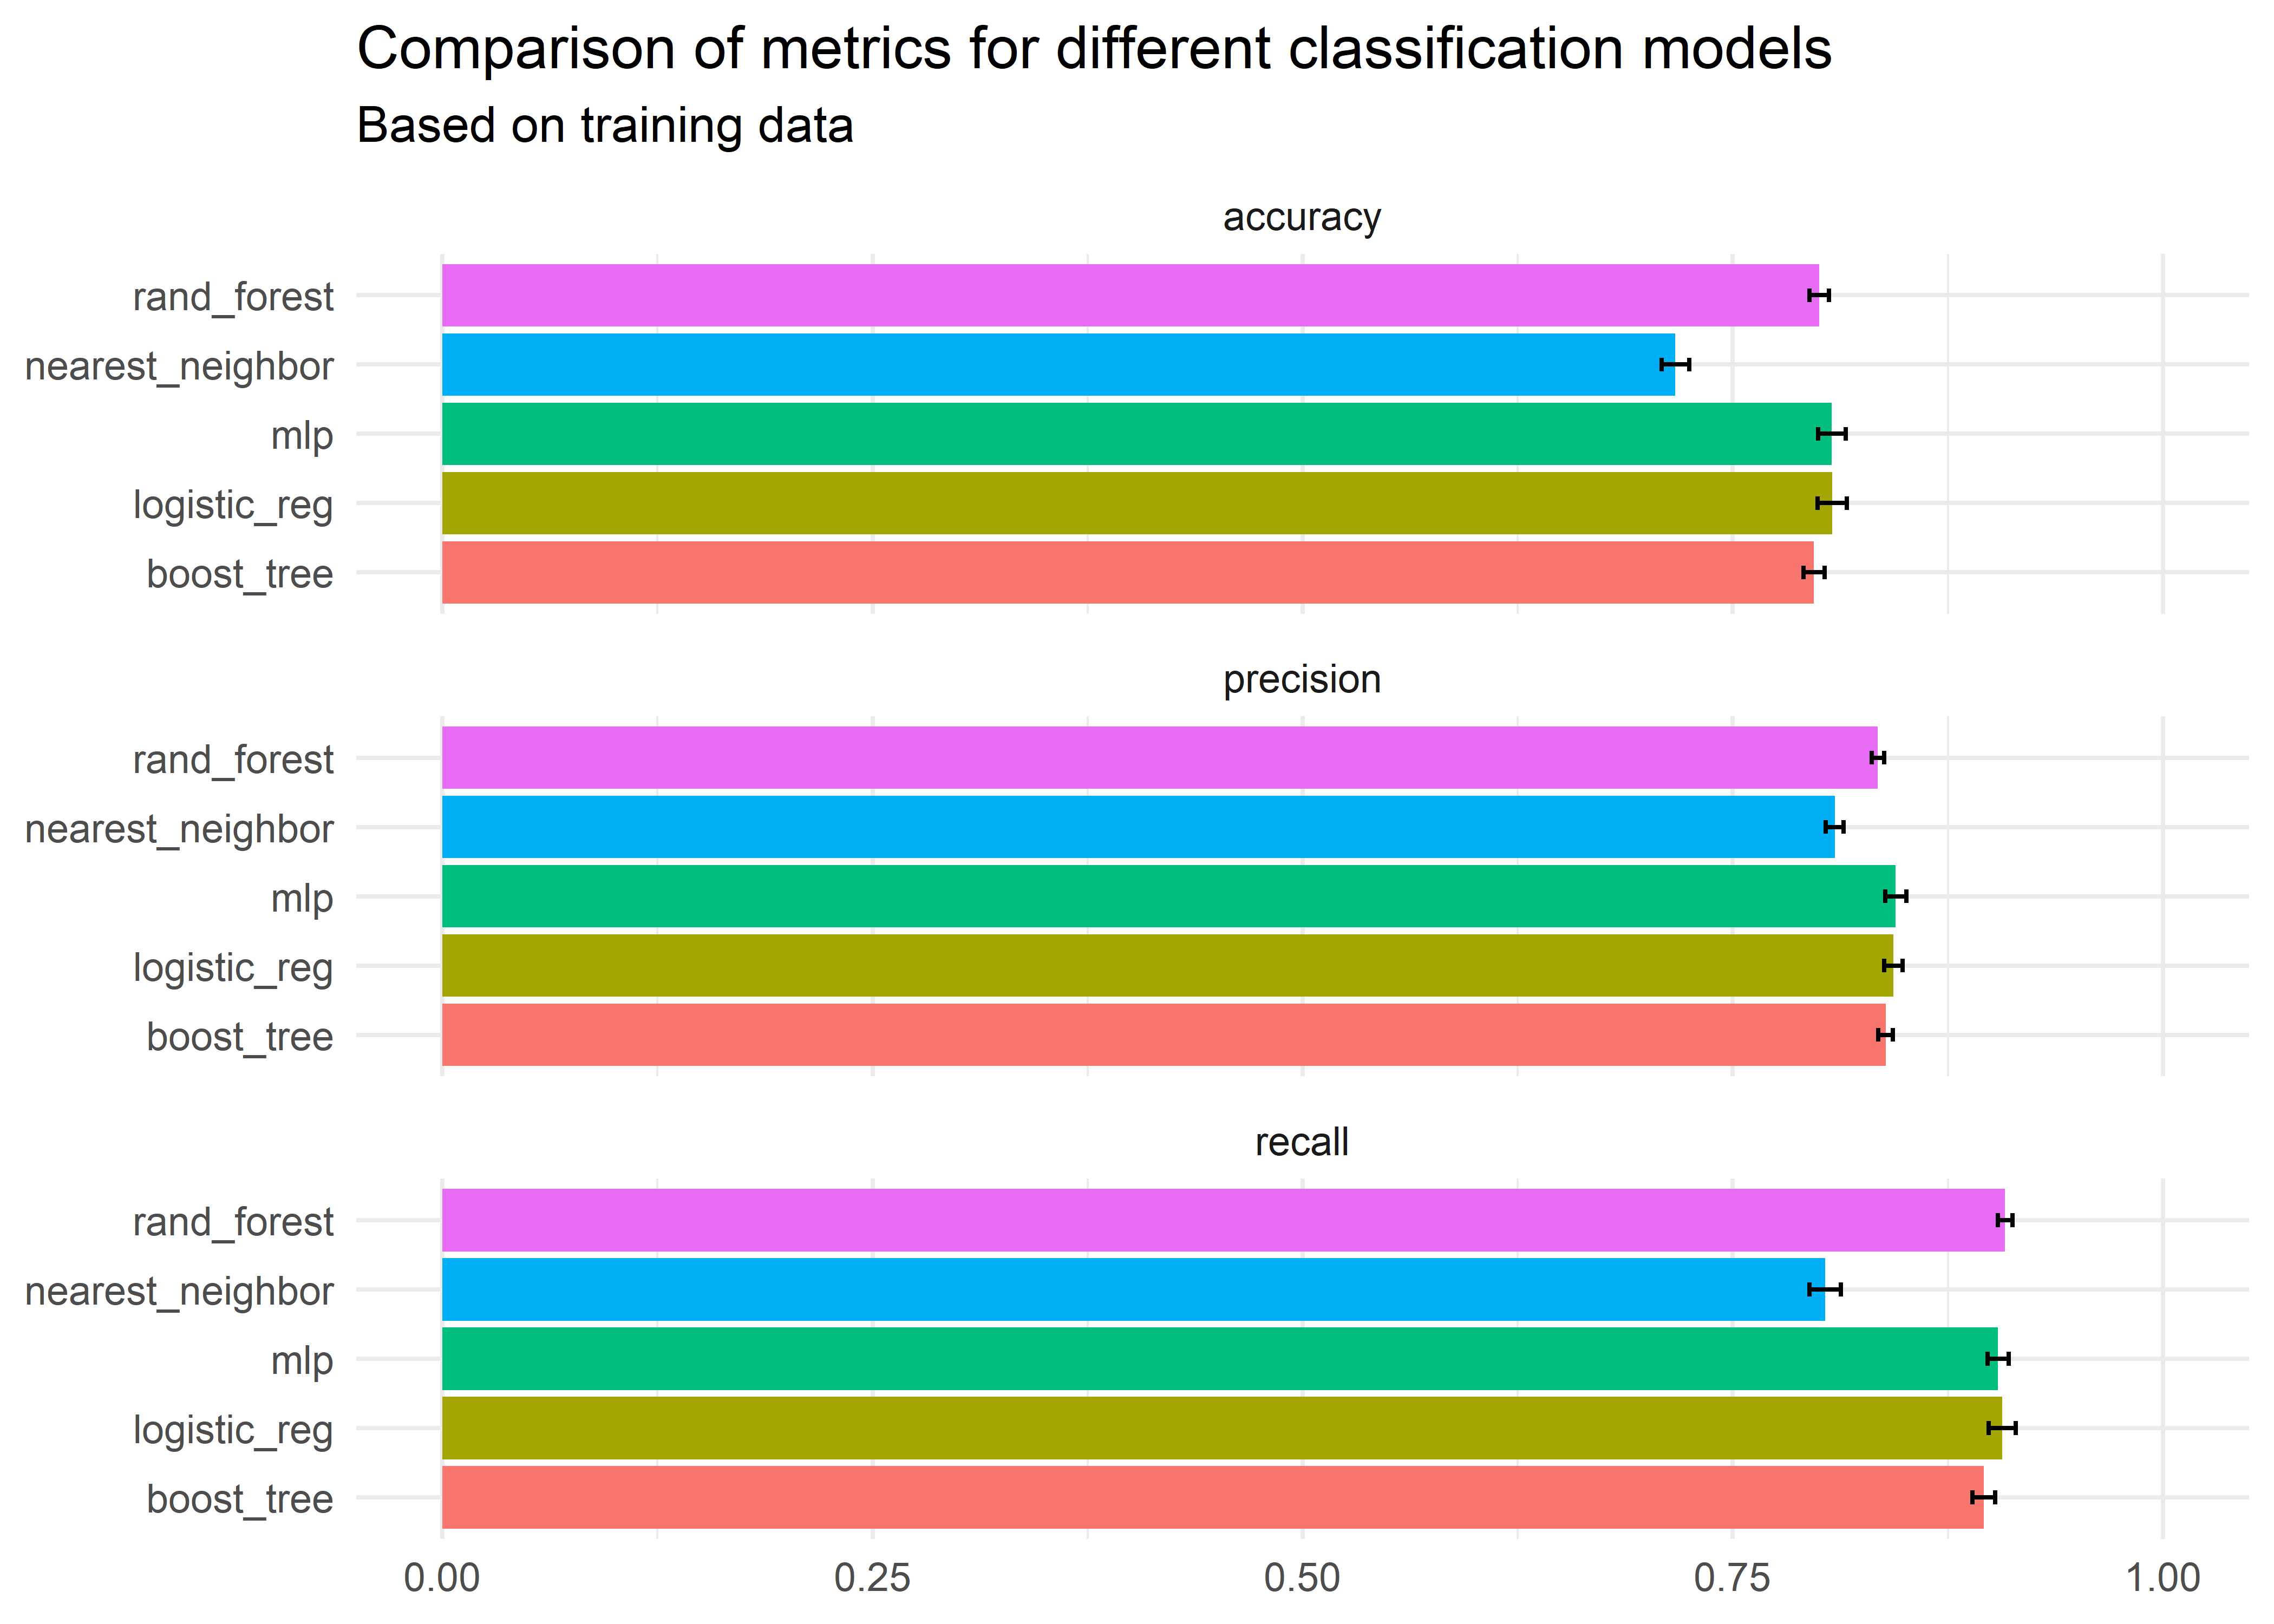 Comparison of metrics for different classification models
Based on training data
accuracy
rand_forest
nearest_neighbor
mlp
logistic_reg
boost_tree
precision
rand_forest
nearest_neighbor
mlp
logistic_reg
boost_tree
recall
rand_forest
nearest_neighbor
mlp
logistic_reg
boost_tree
0.00 0.25 0.50 0.75 1.00